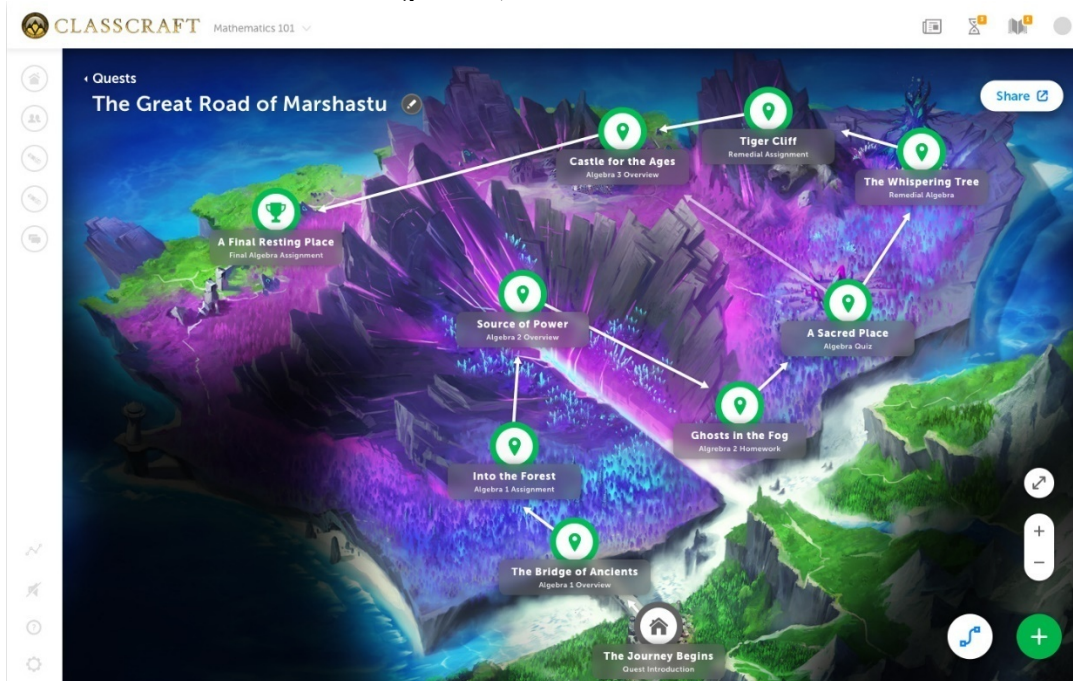 CLASSCRAFT
Mathematics 101
Quests
The Great Road of Marshastu
Share
Castle for the Ages
Algebra 3 Overview
Tiger Cliff
Remedial Assignment
The Whispering Tree
Remedial Algebra
A Final Resting Place
Final Algebra Assignment
Source of Power
Algebra 2 Overview
A Sacred Place
Algebra Quiz
Ghosts in the Fog
Algrebra 2 Homework
Into the Forest
Algebra 1 Assignment
The Bridge of Ancients
Algebra 1 Overview
The Journey Begins
Quest Introduction